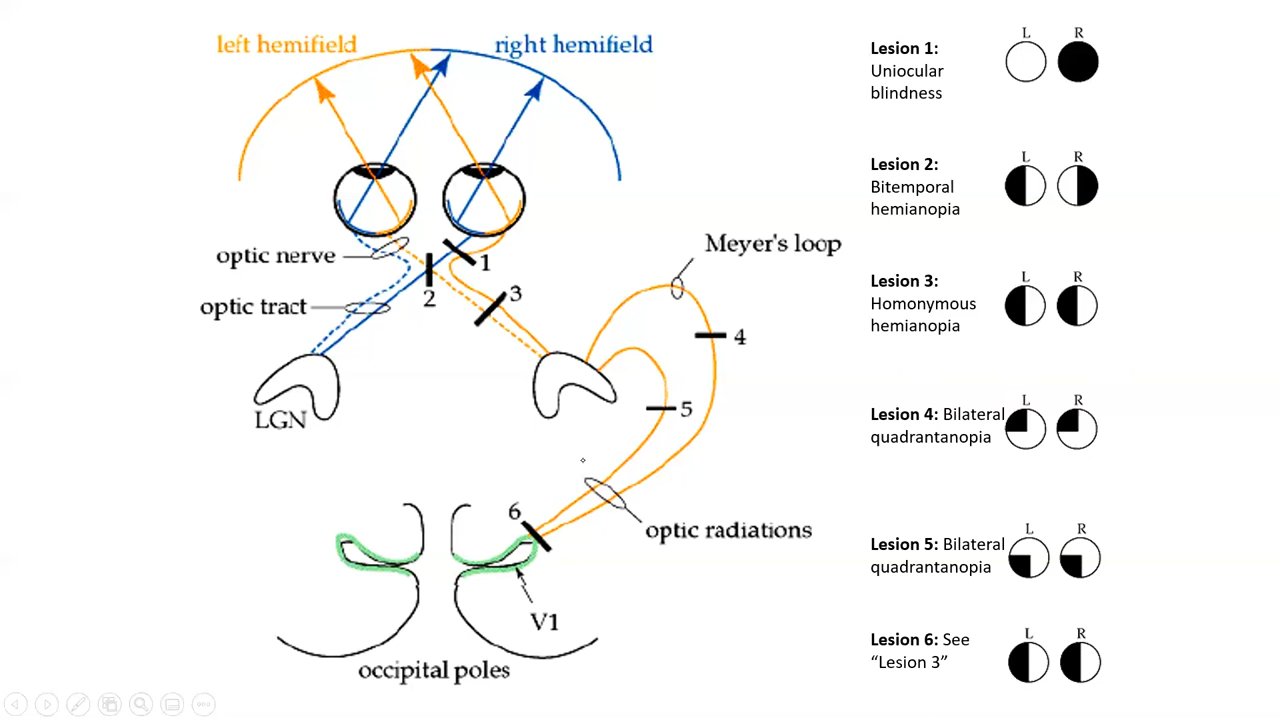 left hemifield
right hemifield
optic nerve
optic tract
1
2
3
Meyer's loop
4
5
LGN
6
optic radiations
V1
occipital poles
Lesion 1:
Uniocular
blindness
L R
Lesion 2:
Bitemporal
hemianopia
L R
Lesion 3:
Homonymous
hemianopia
L R
Lesion 4: Bilateral
quadrantanopia
L R
Lesion 5: Bilateral
quadrantanopia
L R
Lesion 6: See
“Lesion 3”
L R